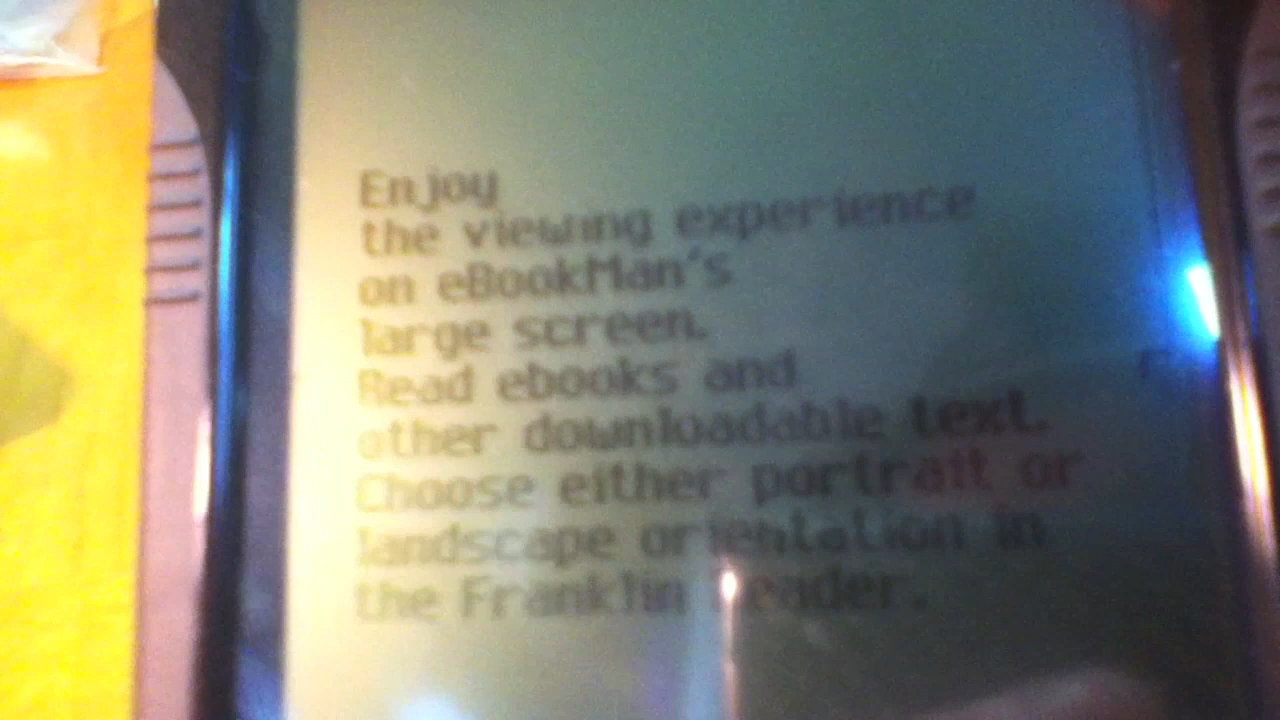 Enjoy
the viewing experience
on eBookMan's
large screen.
Read ebooks and
other downloadable text.
Choose either portrait or
landscape orientation in
the Franklin Reader.